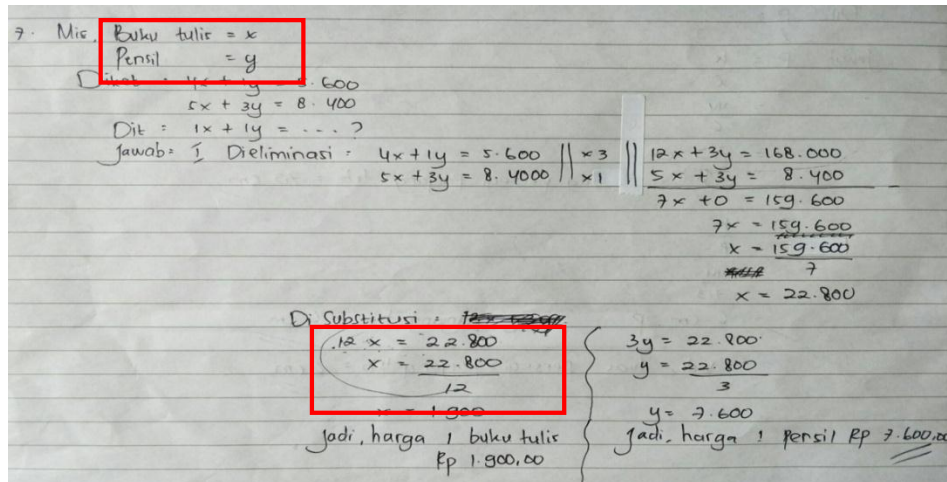 7. Mis. Buku tulis = x
Pensil = y
Diket : 4x + 1y = 5.600
5x + 3y = 8.400
Dit : 1x + 1y = ....?
Jawab: I Dieliminasi : 4x + 1y = 5.600 || x3 || 12x + 3y = 168.000
5x + 3y = 8.4000 || x1 || 5x + 3y = 8.400 -
7x + 0 = 159.600
7x = 159.600
x = 159.600
7
x = 22.800
Di Substitusi :
12 x = 22.800
x = 22.800
12
x = 1.900
Jadi, harga 1 buku tulis
Rp 1.900,00
3y = 22.800
y = 22.800
3
y = 7.600
Jadi, harga 1 pensil Rp 7.600,00